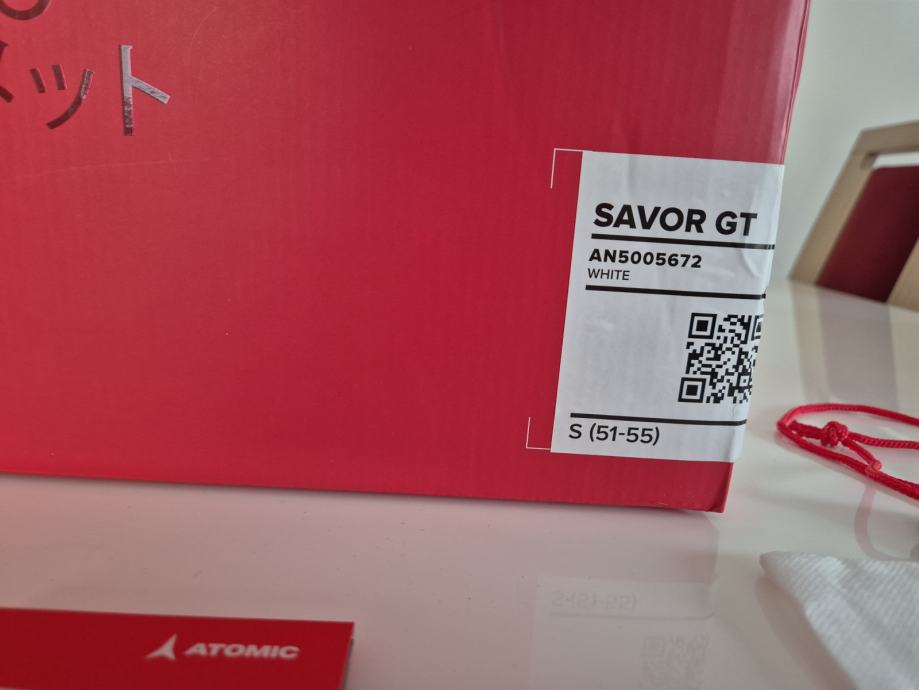 ット
SAVOR GT
AN5005672
WHITE
S (51-55)
ATOMIC